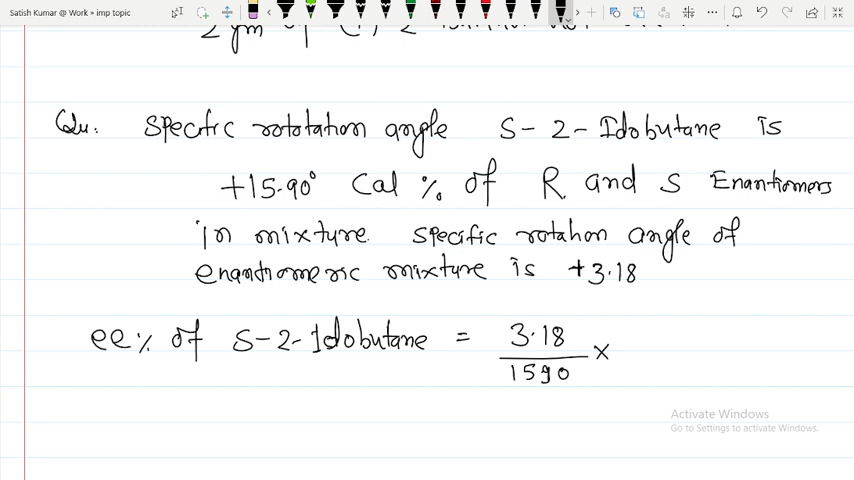 Satish Kumar @ Work » imp topic
Qu. Specific rototation angle S-2-Idobutane is
+15.90° Cal % of R and S Enantiomers
in mixture. specific rotation angle of
enantiomeric mixture is +3.18
ee% of S-2-Idobutane = 3.18
1590 ×
Activate Windows
Go to Settings to activate Windows.